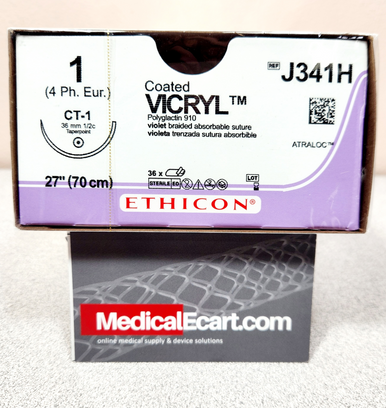 1
(4 Ph. Eur.)
CT-1
36 mm 1/2c
Taperpoint
27" (70 cm)
Coated
VICRYL™
Polyglactin 910
violet braided absorbable suture
violeta trenzada sutura absorbible
36 x
STERILE EO
LOT
ETHICON®
REF J341H
ATRALOC™
MedicalEcart.com
online medical supply & device solutions